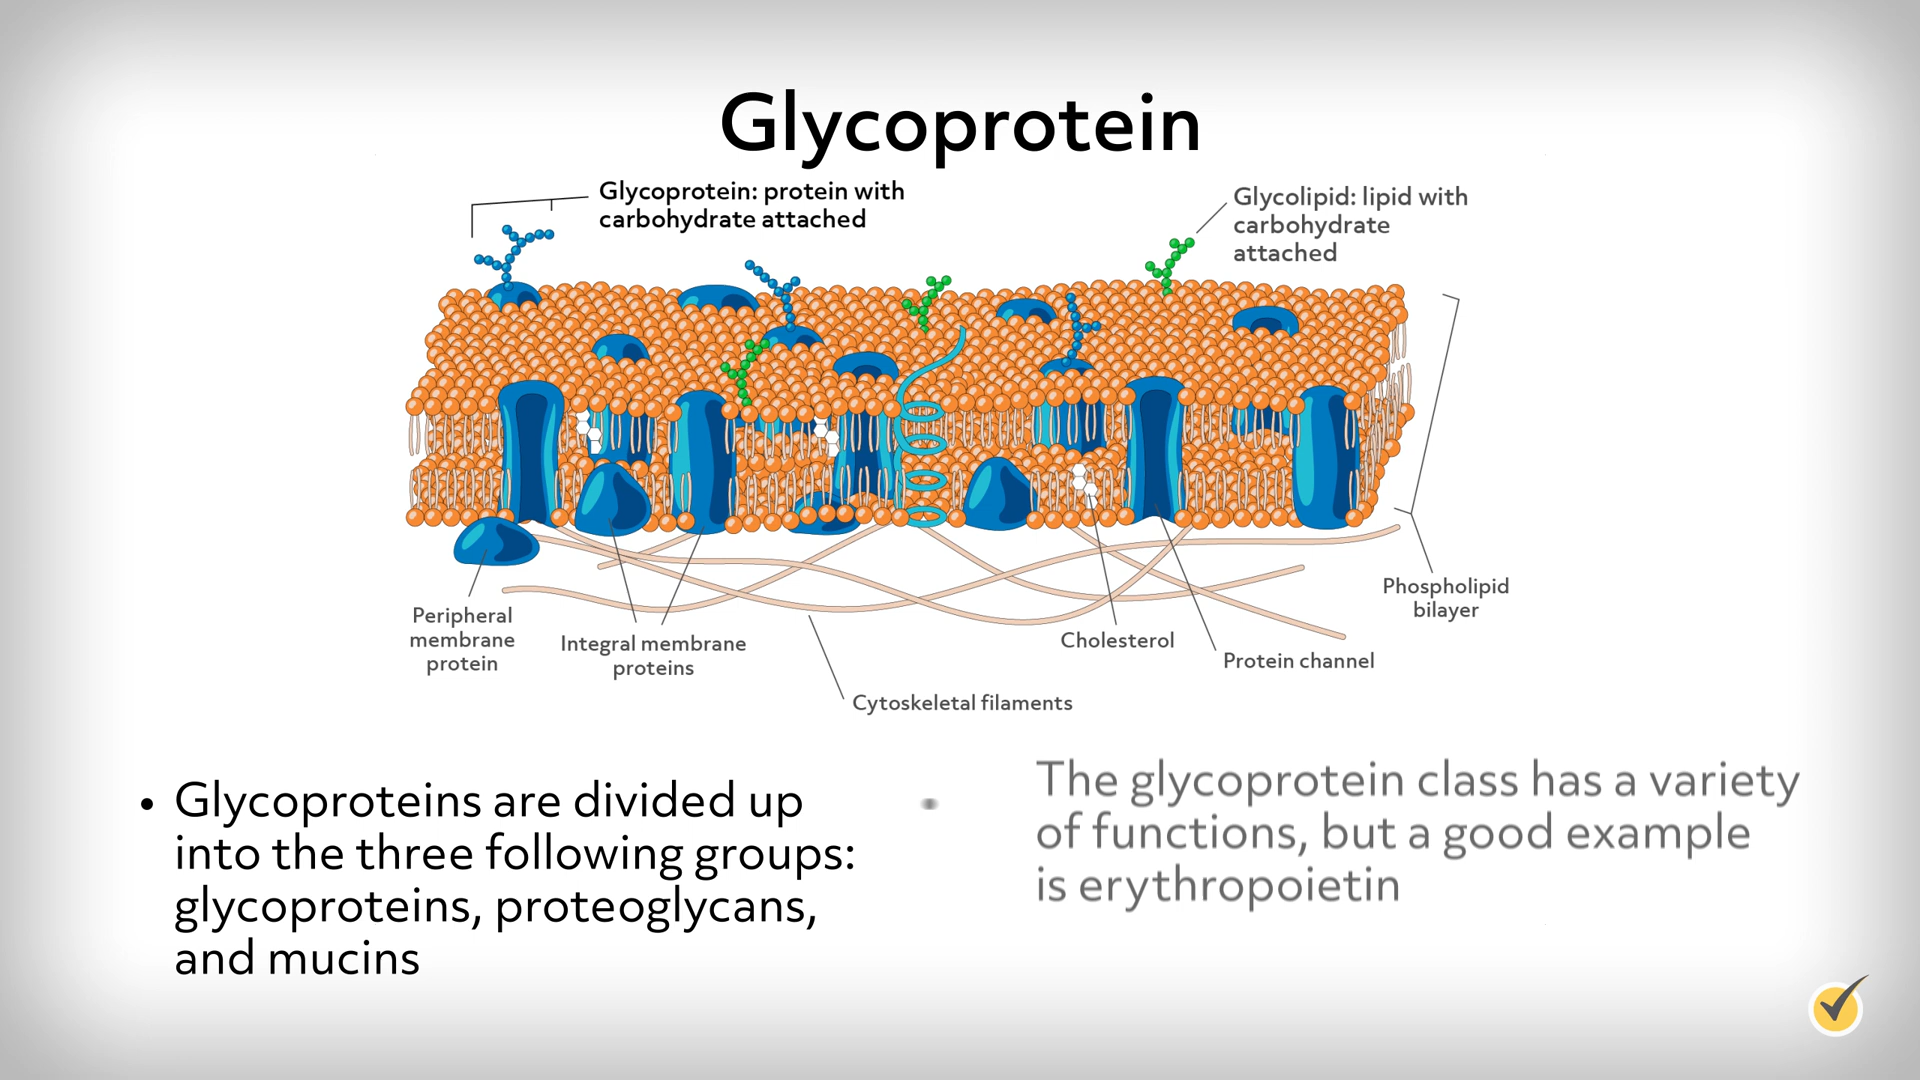 Glycoprotein
Glycoprotein: protein with
carbohydrate attached
Glycolipid: lipid with
carbohydrate
attached
Phospholipid
bilayer
Peripheral
membrane
protein
Integral membrane
proteins
Cholesterol
Protein channel
Cytoskeletal filaments
• Glycoproteins are divided up
into the three following groups:
glycoproteins, proteoglycans,
and mucins
The glycoprotein class has a variety
of functions, but a good example
is erythropoietin